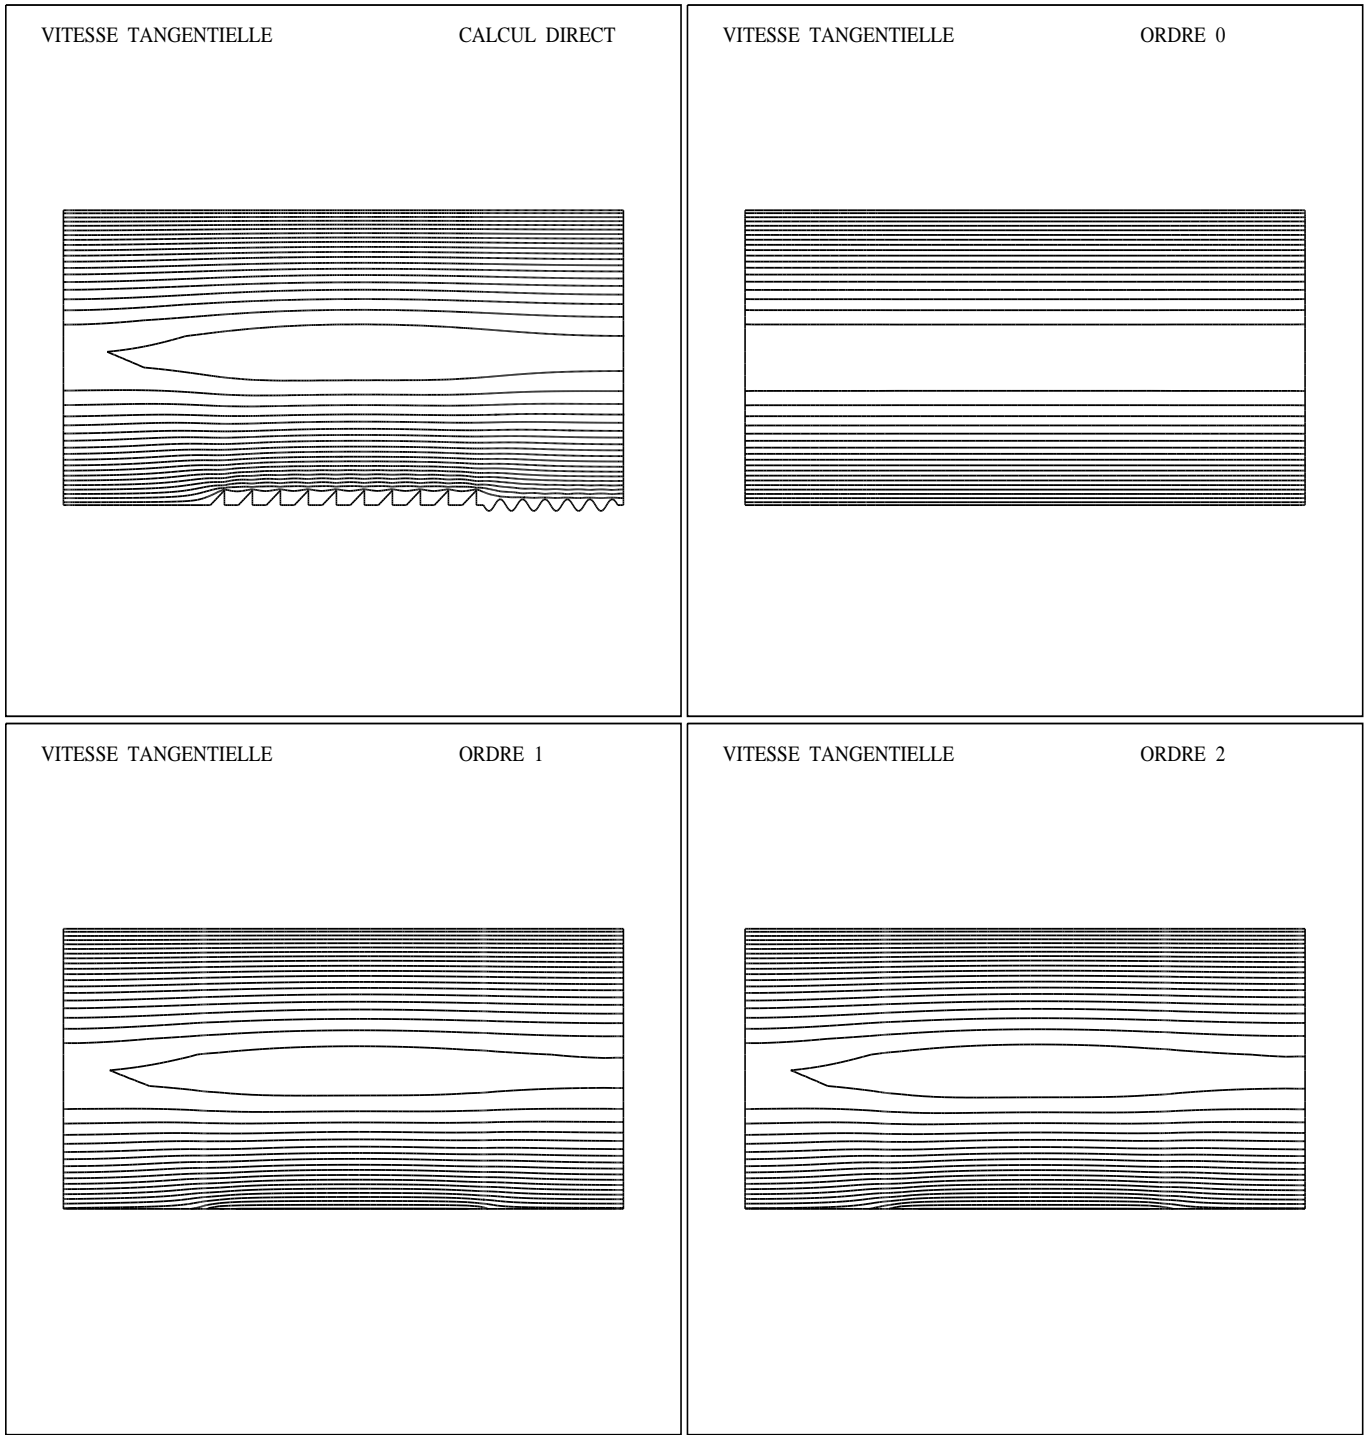 VITESSE TANGENTIELLE CALCUL DIRECT
VITESSE TANGENTIELLE ORDRE 0
VITESSE TANGENTIELLE ORDRE 1
VITESSE TANGENTIELLE ORDRE 2